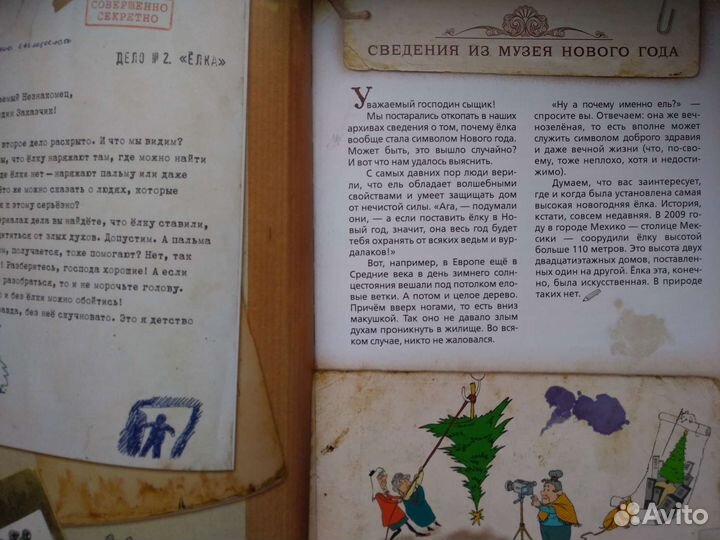 СОВЕРШЕННО
СЕКРЕТНО
ДЕЛО № 2. «ЁЛКА»
Незнакомец,
Заказчик!
второе дело раскрыто. И что мы видим?
что ёлку наряжают там, где можно найти
где ёлки нет — наряжают пальму или даже
же можно сказать о людях, которые
к этому серьёзно?
дела вы найдёте, что ёлку ставили,
от злых духов. Допустим. А пальма
получается, тоже помогают? Нет, так
! Разберитесь, господа хорошие! А если
разобраться, то и не морочьте голову.
и без ёлки можно обойтись!
без неё скучновато. Это я детство
СВЕДЕНИЯ ИЗ МУЗЕЯ НОВОГО ГОДА
Уважаемый господин сыщик!
Мы постарались откопать в наших
архивах сведения о том, почему ёлка
вообще стала символом Нового года.
Может быть, это вышло случайно?
И вот что нам удалось выяснить.
С самых давних пор люди вери-
ли, что ель обладает волшебными
свойствами и умеет защищать дом
от нечистой силы. «Ага, — подумали
они, — а если поставить ёлку в Но-
вый год, значит, она весь год будет
тебя охранять от всяких ведьм и вур-
далаков!»
Вот, например, в Европе ещё в
Средние века в день зимнего солн-
цестояния вешали под потолком ело-
вые ветки. А потом и целое дерево.
Причём вверх ногами, то есть вниз
макушкой. Так оно не давало злым
духам проникнуть в жилище. Во вся-
ком случае, никто не жаловался.
«Ну а почему именно ель?» —
спросите вы. Отвечаем: она же веч-
нозелёная, то есть вполне может
служить символом доброго здравия
и даже вечной жизни (что, по-сво-
ему, тоже неплохо, хотя и недости-
жимо).
Думаем, что вас заинтересует,
где и когда была установлена самая
высокая новогодняя ёлка. История,
кстати, совсем недавняя. В 2009 го-
ду в городе Мехико — столице Мек-
сики — соорудили ёлку высотой
больше 110 метров. Это высота двух
двадцатиэтажных домов, поставлен-
ных один на другой. Ёлка эта, конеч-
но, была искусственная. В природе
таких нет.
Avito